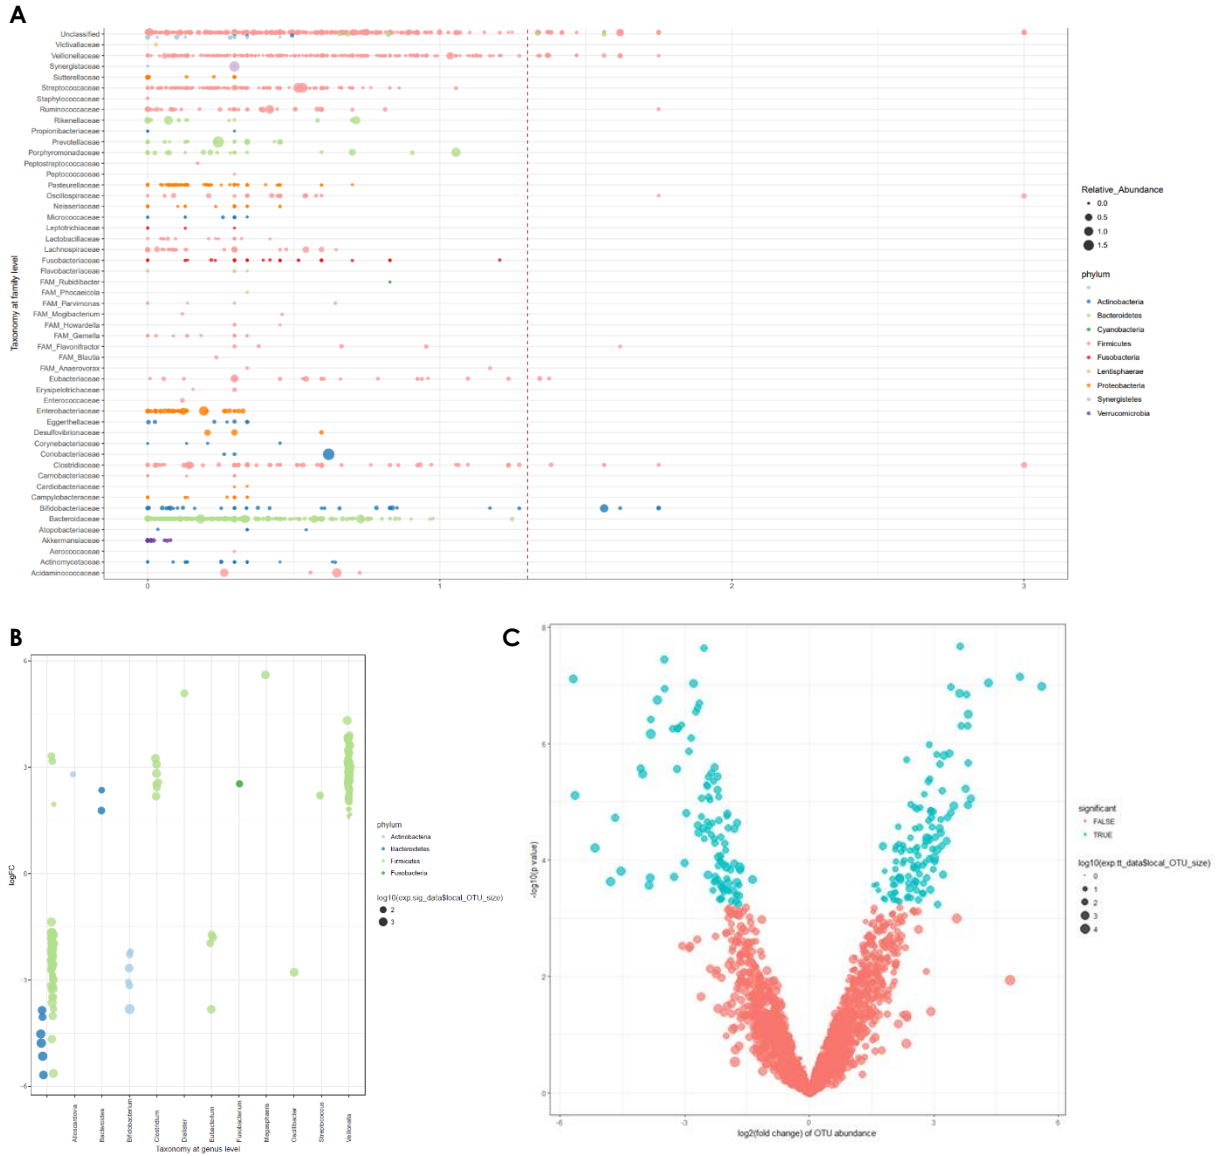 A
Unclassified
Victivallaceae
Veillonellaceae
Synergistaceae
Sutterellaceae
Streptococcaceae
Staphylococcaceae
Ruminococcaceae
Rikenellaceae
Propionibacteriaceae
Prevotellaceae
Porphyromonadaceae
Peptostreptococcaceae
Peptococcaceae
Pasteurellaceae
Oscillospiraceae
Neisseriaceae
Micrococcaceae
Leptotrichiaceae
Lactobacillaceae
Lachnospiraceae
Fusobacteriaceae
Flavobacteriaceae
FAM_Rubidibacter
FAM_Phocaeicola
FAM_Parvimonas
FAM_Mogibacterium
FAM_Howardella
FAM_Gemella
FAM_Flavonifractor
FAM_Blautia
FAM_Anaerovorax
Eubacteriaceae
Erysipelotrichaceae
Enterococcaceae
Enterobacteriaceae
Eggerthellaceae
Desulfovibrionaceae
Corynebacteriaceae
Coriobacteriaceae
Clostridiaceae
Carnobacteriaceae
Cardiobacteriaceae
Campylobacteraceae
Bifidobacteriaceae
Bacteroidaceae
Atopobacteriaceae
Akkermansiaceae
Aerococcaceae
Actinomycetaceae
Acidaminococcaceae
Taxonomy at family level
0
1
2
3
Relative_Abundance
0.0
0.5
1.0
1.5
phylum
Actinobacteria
Bacteroidetes
Cyanobacteria
Firmicutes
Fusobacteria
Lentisphaerae
Proteobacteria
Synergistetes
Verrucomicrobia
B
6
3
0
-3
-6
logFC
Alloscardovia
Bacteroides
Bifidobacterium
Clostridium
Dialister
Eubacterium
Fusobacterium
Megasphaera
Oscillibacter
Streptococcus
Veillonella
Taxonomy at genus level
phylum
Actinobacteria
Bacteroidetes
Firmicutes
Fusobacteria
log10(exp.sig_data$local_OTU_size)
2
3
C
8
6
4
2
0
-log10(p value)
-6
-3
0
3
6
log2(fold change) of OTU abundance
significant
FALSE
TRUE
log10(exp.tt_data$local_OTU_size)
0
1
2
3
4